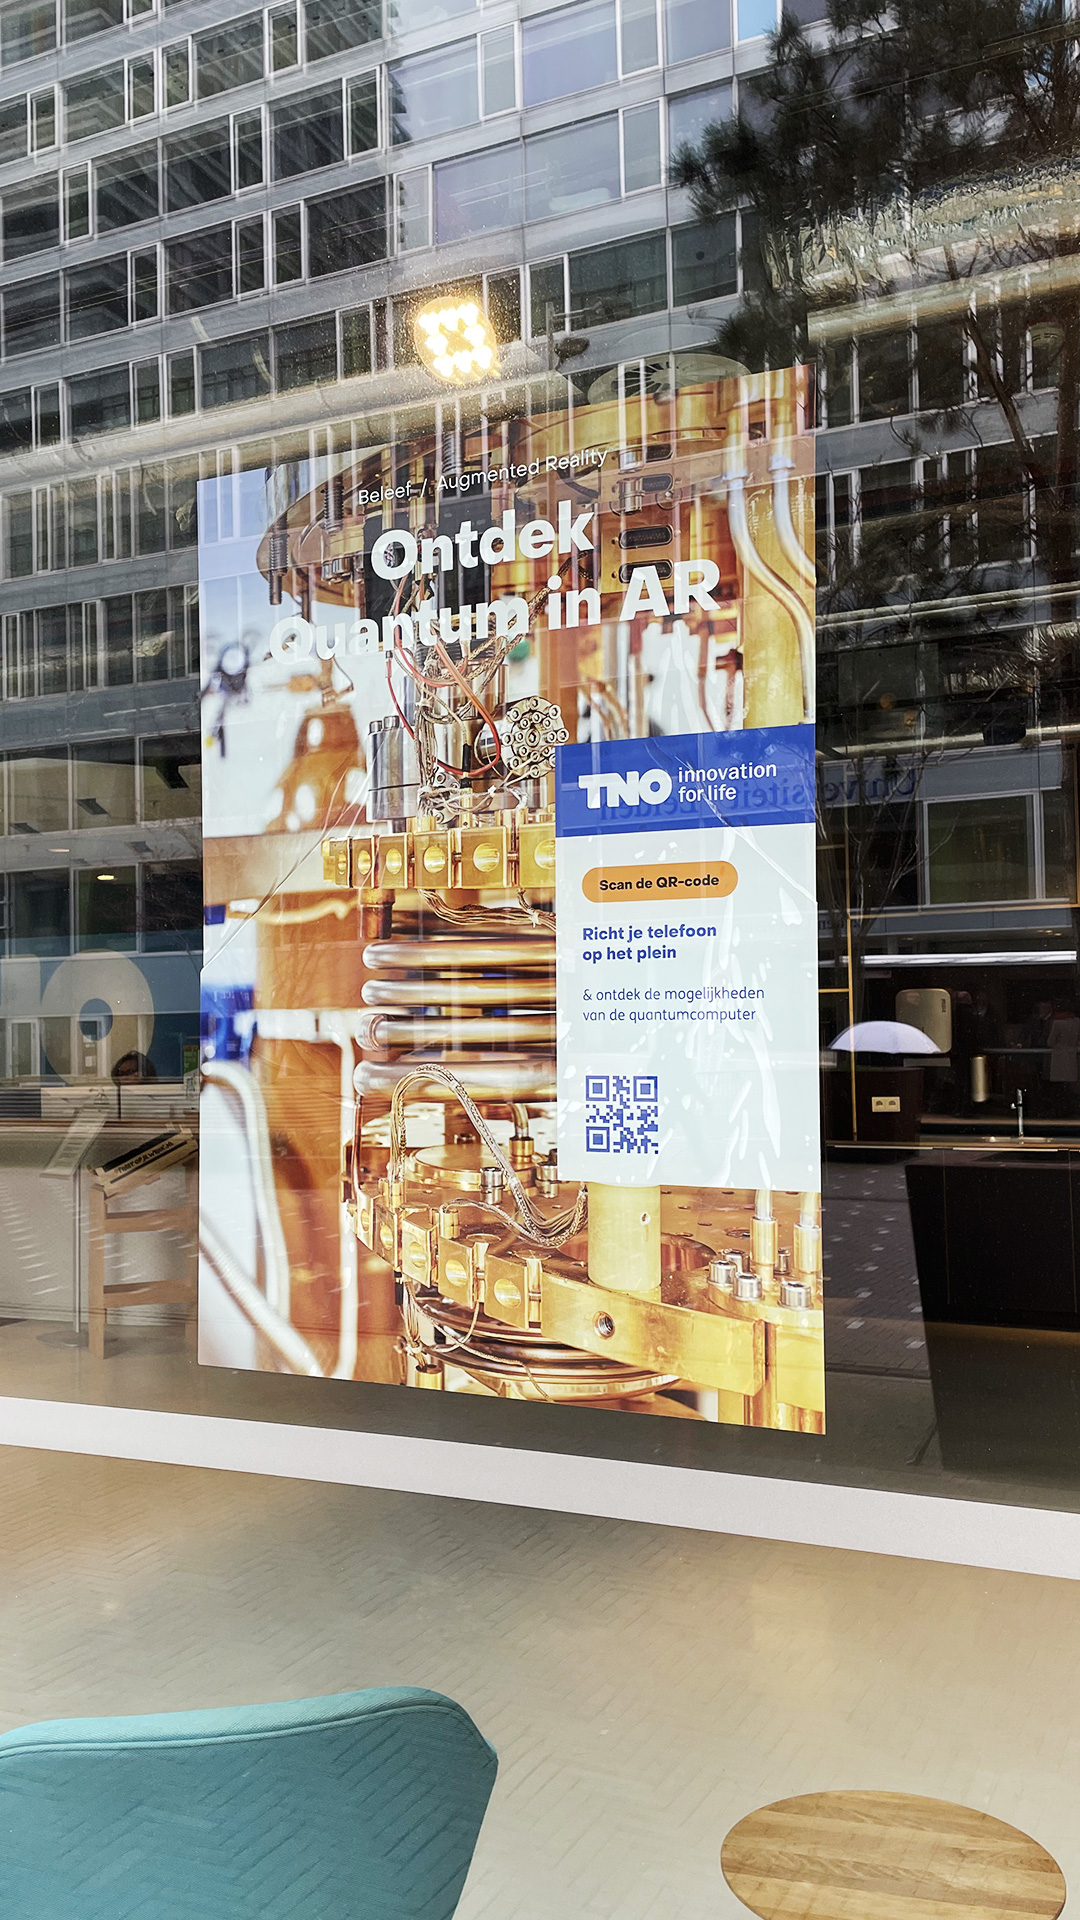 Beleef / Augmented Reality
Ontdek
Quantum in AR
TNO innovation
for life
Scan de QR-code
Richt je telefoon
op het plein
& ontdek de mogelijkheden
van de quantumcomputer